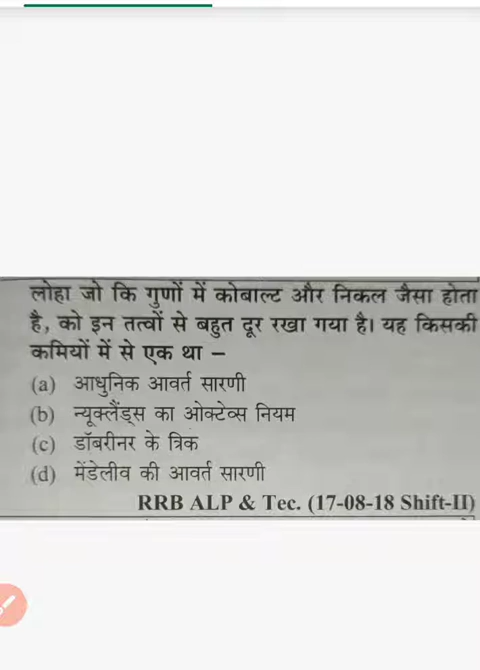 लोहा जो कि गुणों में कोबाल्ट और निकल जैसा होता
है, को इन तत्वों से बहुत दूर रखा गया है। यह किसकी
कमियों में से एक था –
(a) आधुनिक आवर्त सारणी
(b) न्यूक्लैंड्स का ओक्टेव्स नियम
(c) डॉबरीनर के त्रिक
(d) मेंडेलीव की आवर्त सारणी
RRB ALP & Tec. (17-08-18 Shift-II)